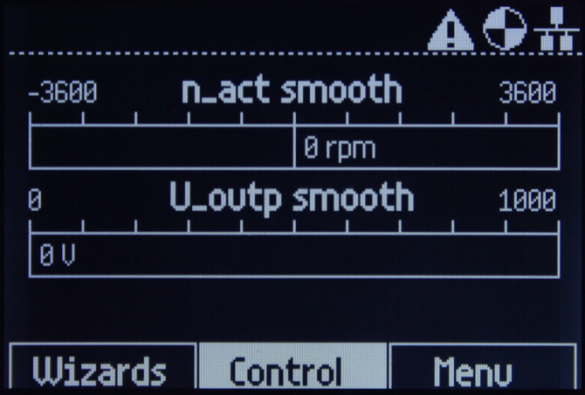 -3600 n_act smooth 3600
0 rpm
0 U_outp smooth 1000
0 V
Wizards Control Menu